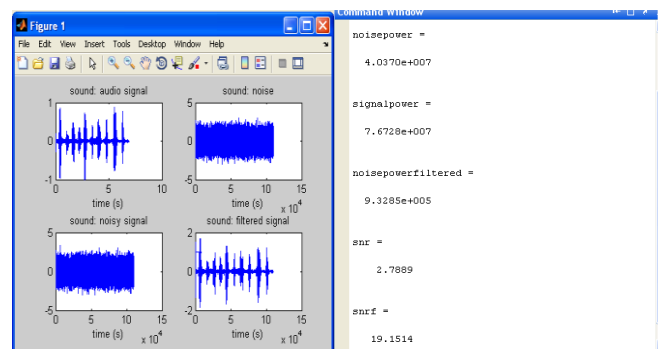 Figure 1
File Edit View Insert Tools Desktop Window Help
sound: audio signal
1
0
-1
0 5 10
time (s)
sound: noise
5
0
-5
0 5 10 15
time (s)
x 10^4
sound: noisy signal
5
0
-5
0 5 10 15
time (s)
x 10^4
sound: filtered signal
2
0
-2
0 5 10 15
time (s)
x 10^4
Command Window
noisepower =
4.0370e+007
signalpower =
7.6728e+007
noisepowerfiltered =
9.3285e+005
snr =
2.7889
snrf =
19.1514